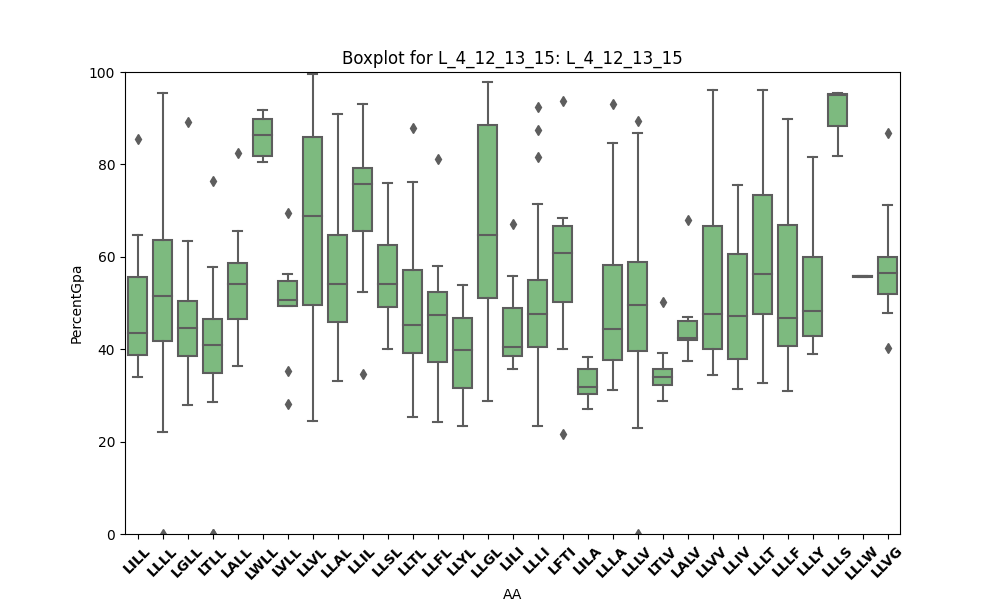 Boxplot for L_4_12_13_15: L_4_12_13_15
100
80
60
40
20
0
PercentGpa
LILL LLLL LGLL LTLL LALL LWLL LVLL LLVL LLAL LLIL LLSL LLTL LLFL LLYL LLGL LILI LLLI LFTI LILA LLLA LLLV LTLV LALV LLVV LLIV LLLT LLLF LLLY LLLS LLLW LLVG
AA